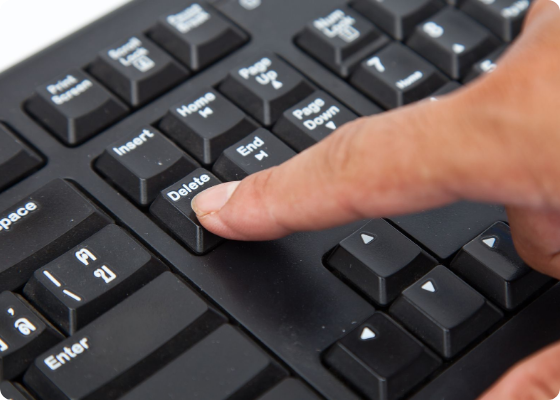 Print
Screen
Scroll
Lock
Pause
Break
Num
Lock
Insert
Home
Page
Up
7
Home
8
Delete
End
Page
Down
Space
\
ฃ
Enter